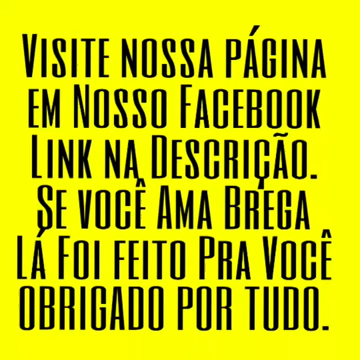 Visite nossa página
em Nosso Facebook
Link na Descrição.
Se você Ama Brega
Lá Foi feito Pra Você
obrigado por tudo.